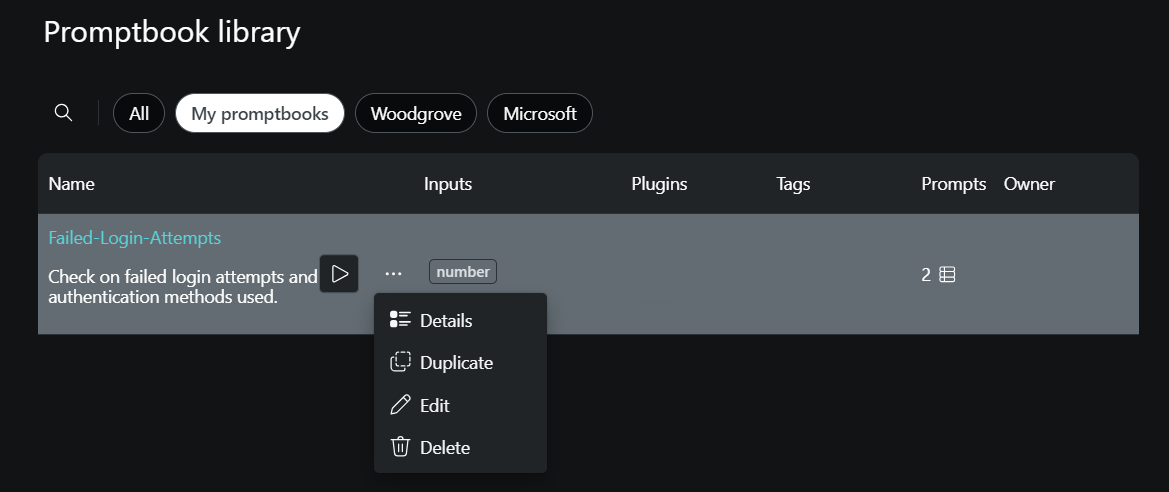 Promptbook library
All My promptbooks Woodgrove Microsoft
Name Inputs Plugins Tags Prompts Owner
Failed-Login-Attempts
Check on failed login attempts and
authentication methods used.
... number 2
Details
Duplicate
Edit
Delete